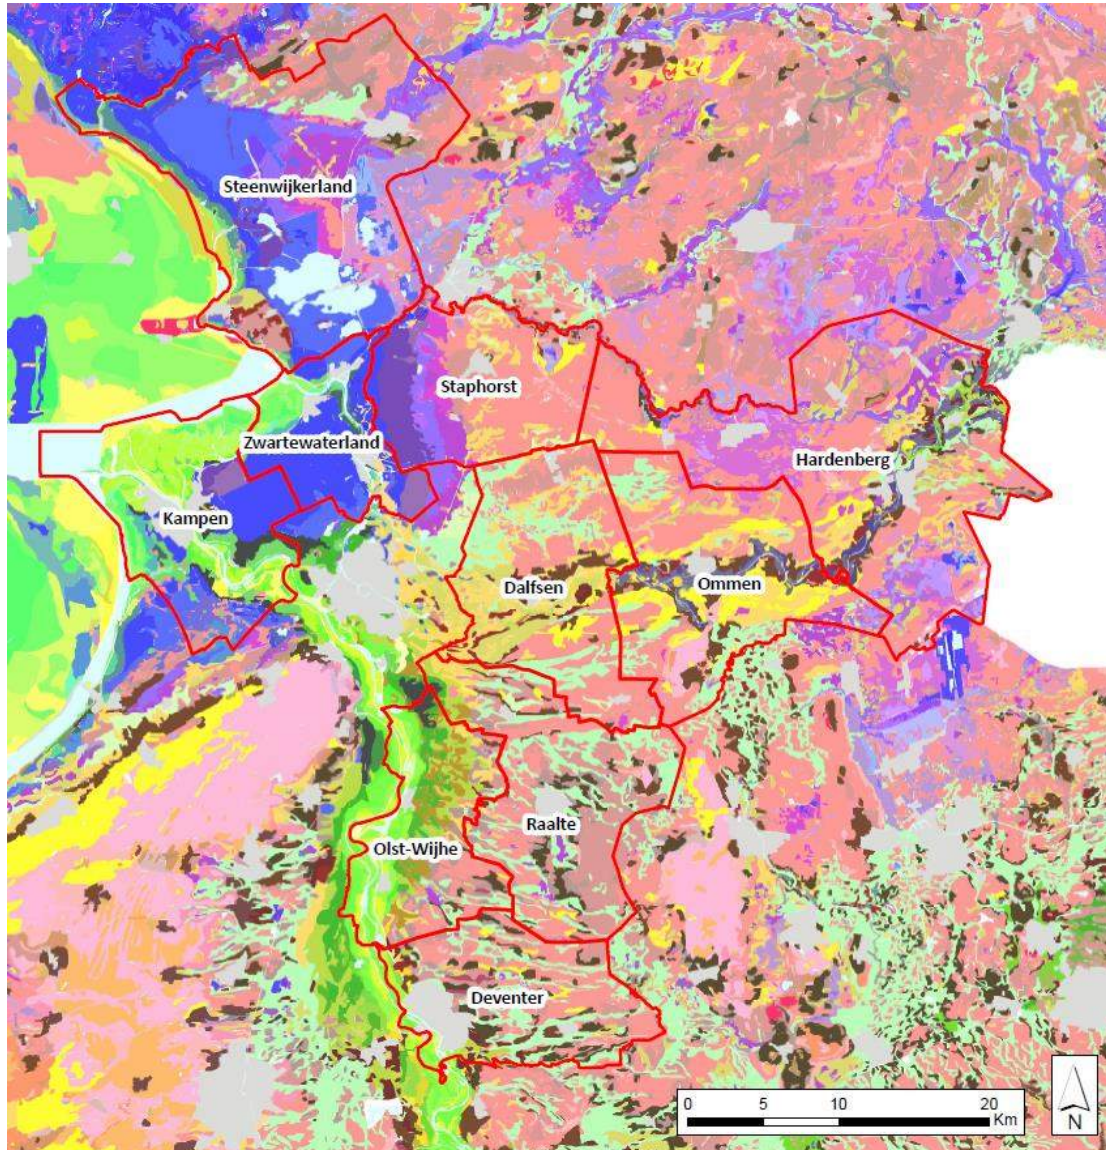 Steenwijkerland
Staphorst
Zwartewaterland
Hardenberg
Kampen
Dalfsen
Ommen
Raalte
Olst-Wijhe
Deventer
0 5 10 20
Km
N